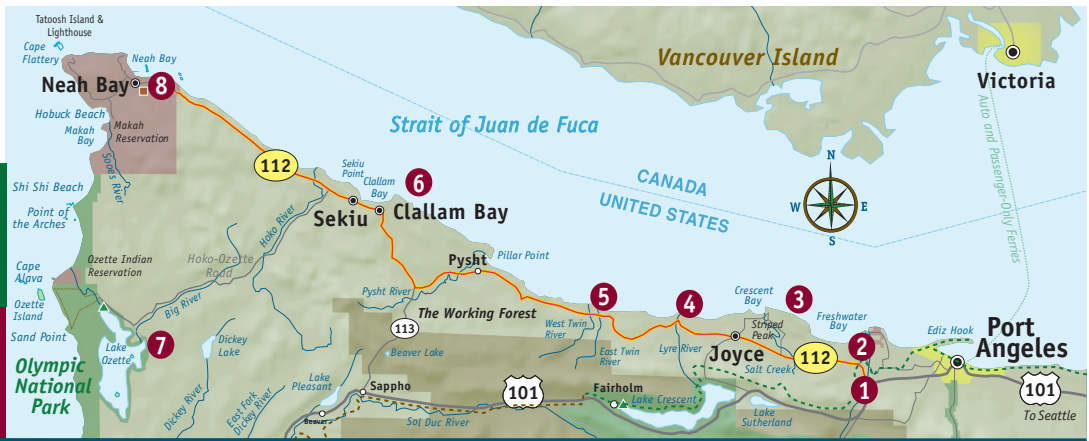 Tatoosh Island &
Lighthouse
Cape
Flattery
Neah Bay
Neah Bay
8
Hobuck Beach
Makah
Bay
Makah
Reservation
Sooes River
Shi Shi Beach
Point of
the Arches
Cape
Alava
Ozette Indian
Reservation
Ozette
Island
Sand Point
Olympic
National
Park
Lake
Ozette
7
Big River
Hoko-Ozette
Road
Hoko River
112
Sekiu
Point
Clallam
Bay
6
Sekiu
Clallam Bay
Strait of Juan de Fuca
Vancouver Island
Victoria
Auto and Passenger-Only Ferries
CANADA
UNITED STATES
N
W
E
S
Pysht
Pillar Point
Pysht River
113
The Working Forest
Beaver Lake
Dickey
Lake
Dickey River
East Fork
Dickey River
Lake
Pleasant
Beaver
Sappho
Sol Duc River
101
Fairholm
Lake Crescent
West Twin
River
5
East Twin
River
4
Lyre River
Joyce
Crescent
Bay
3
Striped
Peak
Salt Creek
112
Freshwater
Bay
2
1
Lake
Sutherland
Ediz Hook
Port
Angeles
101
To Seattle